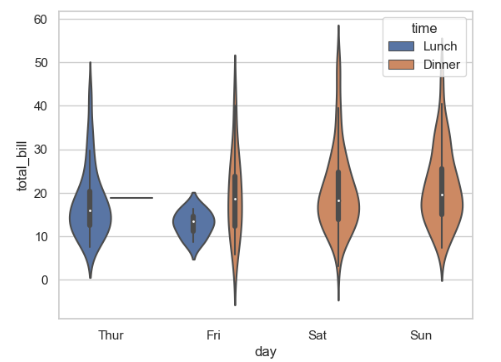 60
50
40
30
20
10
0
total_bill
time
Lunch
Dinner
Thur
Fri
Sat
Sun
day